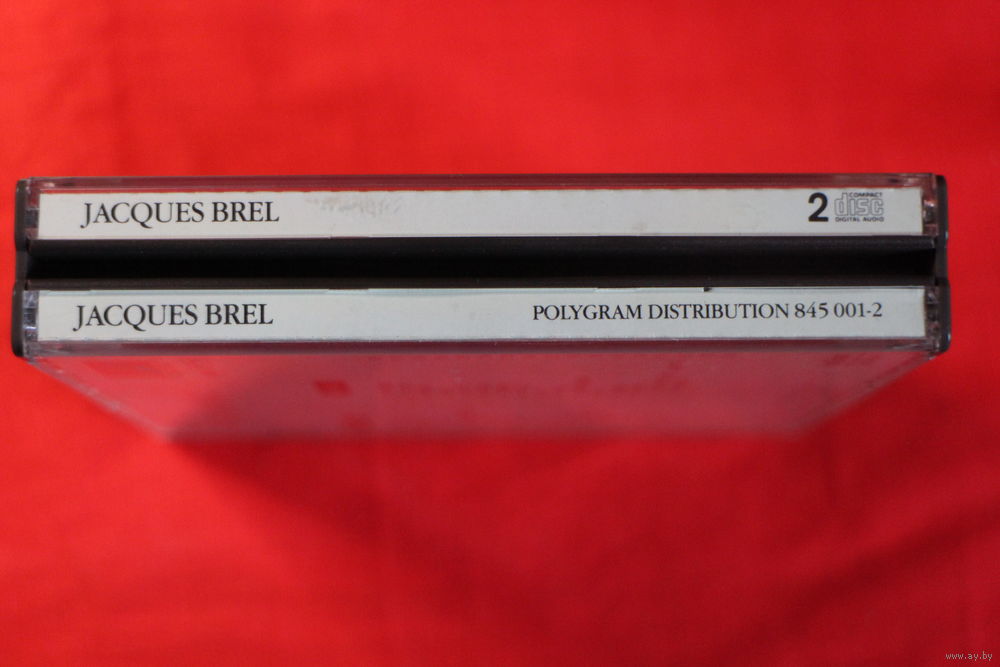 JACQUES BREL 2 COMPACT disc DIGITAL AUDIO
JACQUES BREL POLYGRAM DISTRIBUTION 845 001-2
www.ay.by